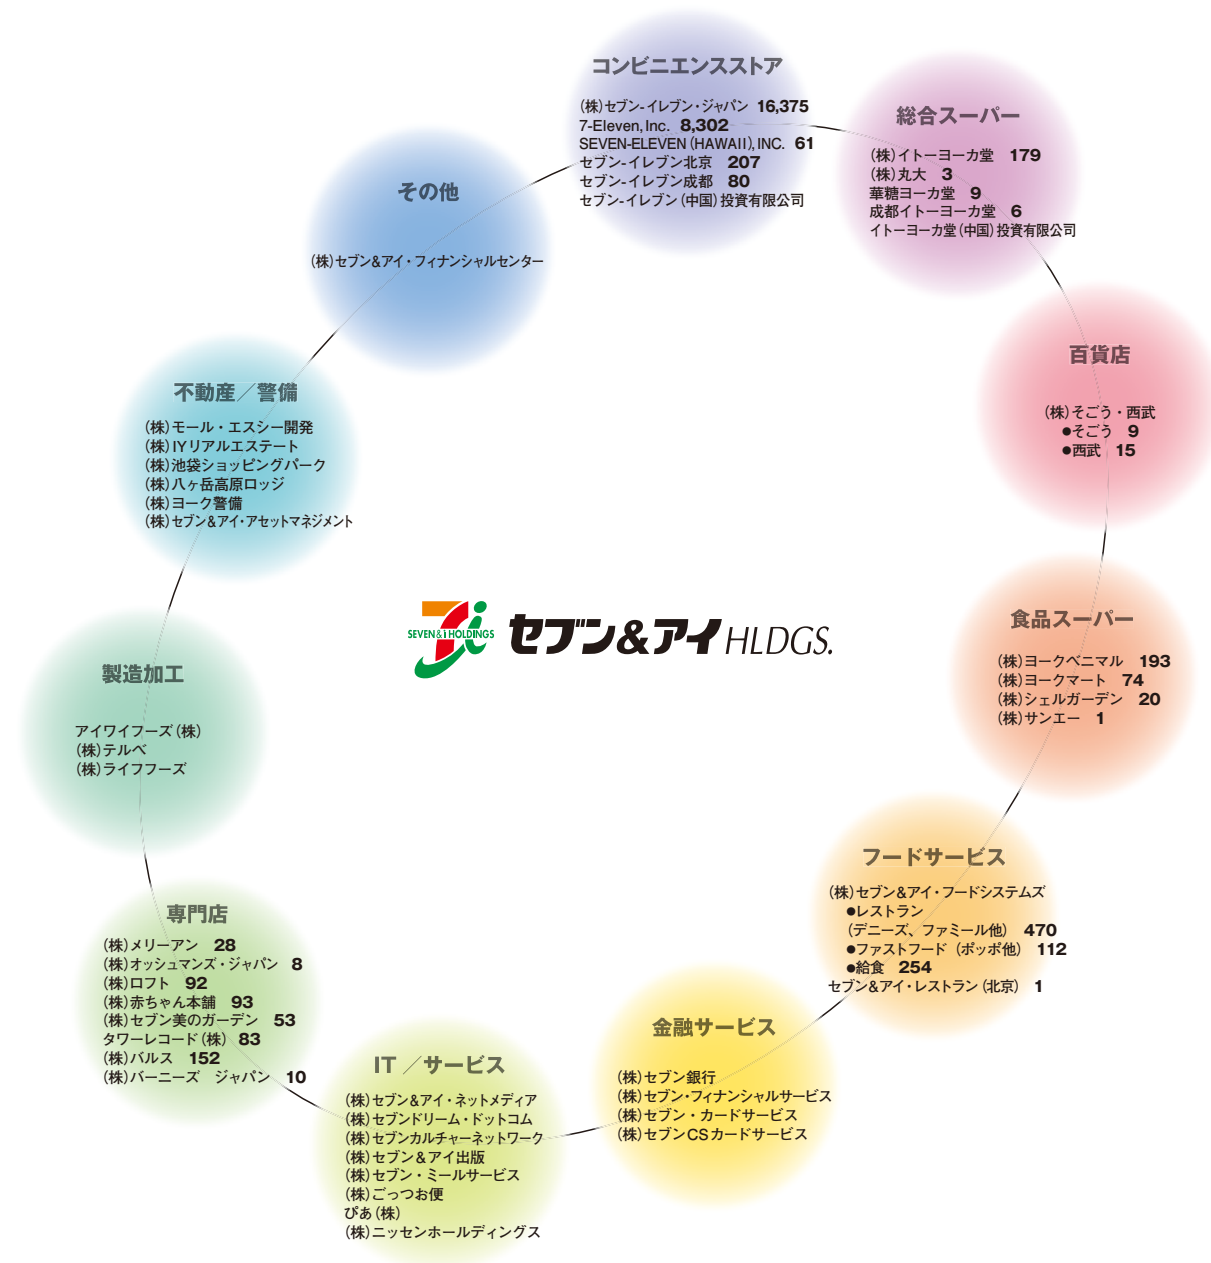 コンビニエンスストア
(株)セブン-イレブン・ジャパン 16,375
7-Eleven, Inc. 8,302
SEVEN-ELEVEN (HAWAII), INC. 61
セブン-イレブン北京 207
セブン-イレブン成都 80
セブン-イレブン(中国)投資有限公司
総合スーパー
(株)イトーヨーカ堂 179
(株)丸大 3
華糖ヨーカ堂 9
成都イトーヨーカ堂 6
イトーヨーカ堂(中国)投資有限公司
百貨店
(株)そごう・西武
●そごう 9
●西武 15
食品スーパー
(株)ヨークベニマル 193
(株)ヨークマート 74
(株)シェルガーデン 20
(株)サンエー 1
フードサービス
(株)セブン&アイ・フードシステムズ
●レストラン
(デニーズ、ファミール他) 470
●ファストフード(ポッポ他) 112
●給食 254
セブン&アイ・レストラン(北京) 1
金融サービス
(株)セブン銀行
(株)セブン・フィナンシャルサービス
(株)セブン・カードサービス
(株)セブンCSカードサービス
IT/サービス
(株)セブン&アイ・ネットメディア
(株)セブンドリーム・ドットコム
(株)セブンカルチャーネットワーク
(株)セブン&アイ出版
(株)セブン・ミールサービス
(株)ごっつお便
ぴあ(株)
(株)ニッセンホールディングス
専門店
(株)メリーアン 28
(株)オッシュマンズ・ジャパン 8
(株)ロフト 92
(株)赤ちゃん本舗 93
(株)セブン美のガーデン 53
タワーレコード(株) 83
(株)バルス 152
(株)バーニーズ ジャパン 10
製造加工
アイワイフーズ(株)
(株)テルベ
(株)ライフフーズ
不動産/警備
(株)モール・エスシー開発
(株)IYリアルエステート
(株)池袋ショッピングパーク
(株)八ヶ岳高原ロッジ
(株)ヨーク警備
(株)セブン&アイ・アセットマネジメント
その他
(株)セブン&アイ・フィナンシャルセンター
SEVEN&i HOLDINGS
セブン&アイHLDGS.